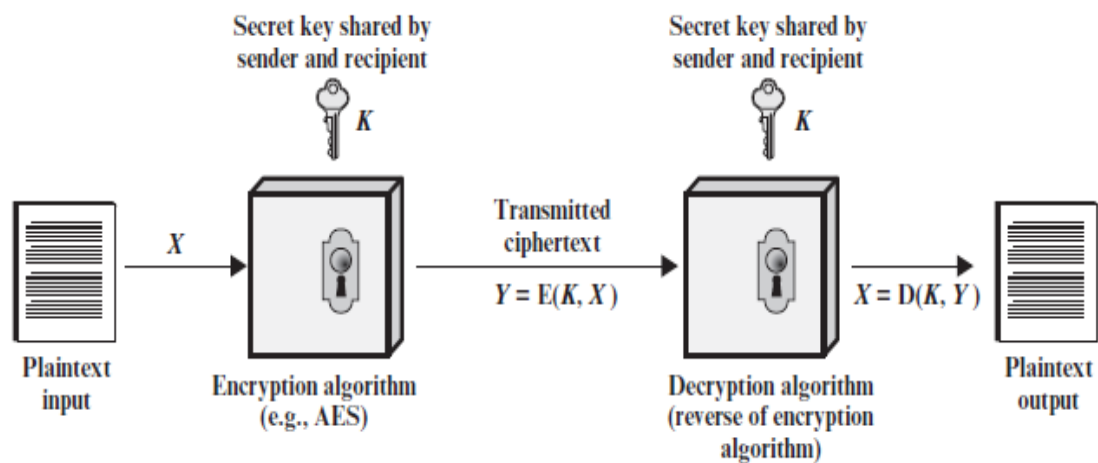 Secret key shared by
sender and recipient
K
Secret key shared by
sender and recipient
K
X
Transmitted
ciphertext
Y = E(K, X)
X = D(K, Y)
Plaintext
input
Encryption algorithm
(e.g., AES)
Decryption algorithm
(reverse of encryption
algorithm)
Plaintext
output